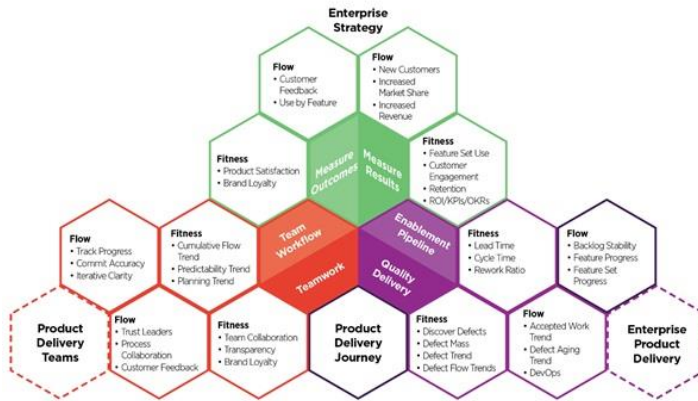 Enterprise
Strategy
Flow
• Customer
Feedback
• Use by Feature
Flow
• New Customers
• Increased
Market Share
• Increased
Revenue
Fitness
• Product Satisfaction
• Brand Loyalty
Measure
Outcomes
Measure
Results
Fitness
• Feature Set Use
• Customer
Engagement
• Retention
• ROI/KPIs/OKRs
Flow
• Track Progress
• Commit Accuracy
• Iterative Clarity
Fitness
• Cumulative Flow
Trend
• Predictability Trend
• Planning Trend
Team
Workflow
Teamwork
Enablement
Pipeline
Quality
Delivery
Fitness
• Lead Time
• Cycle Time
• Rework Ratio
Flow
• Backlog Stability
• Feature Progress
• Feature Set
Progress
Product
Delivery
Teams
Flow
• Trust Leaders
• Process
Collaboration
• Customer Feedback
Fitness
• Team Collaboration
• Transparency
• Brand Loyalty
Product
Delivery
Journey
Fitness
• Discover Defects
• Defect Mass
• Defect Trend
• Defect Flow Trends
Flow
• Accepted Work
Trend
• Defect Aging
Trend
• DevOps
Enterprise
Product
Delivery